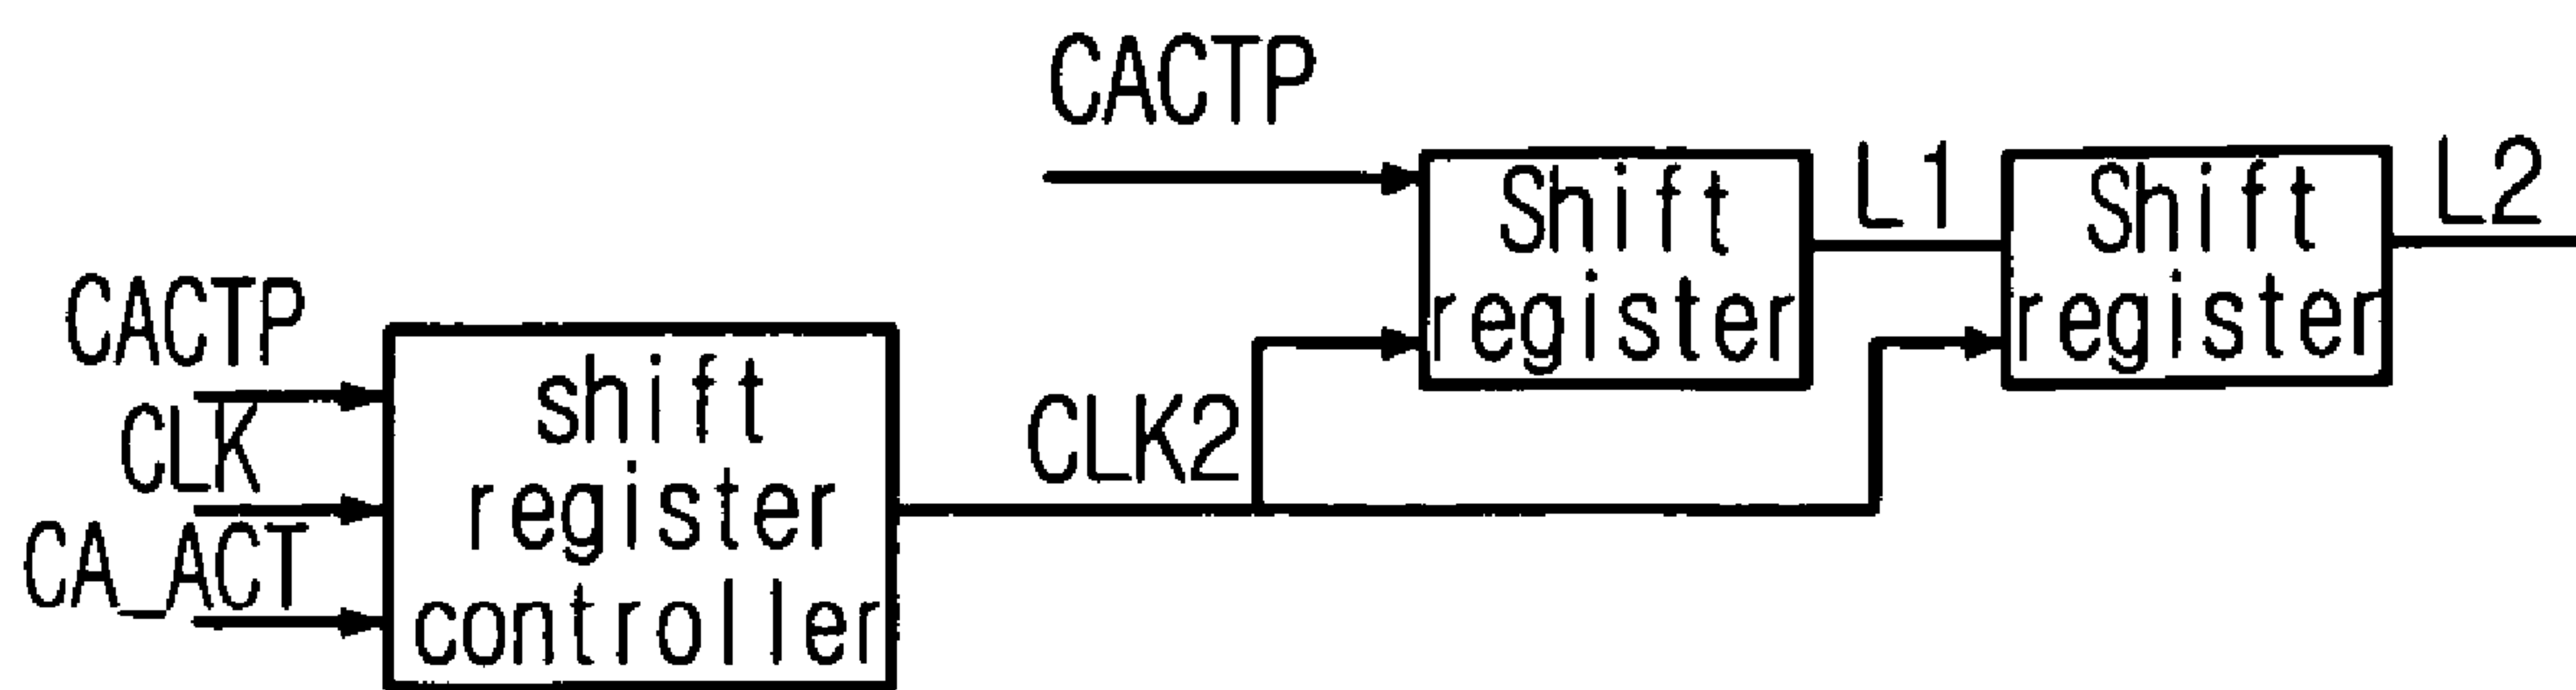 CACTP
Shift
register
L1
Shift
register
L2
CACTP
CLK
CA_ACT
shift
register
controller
CLK2